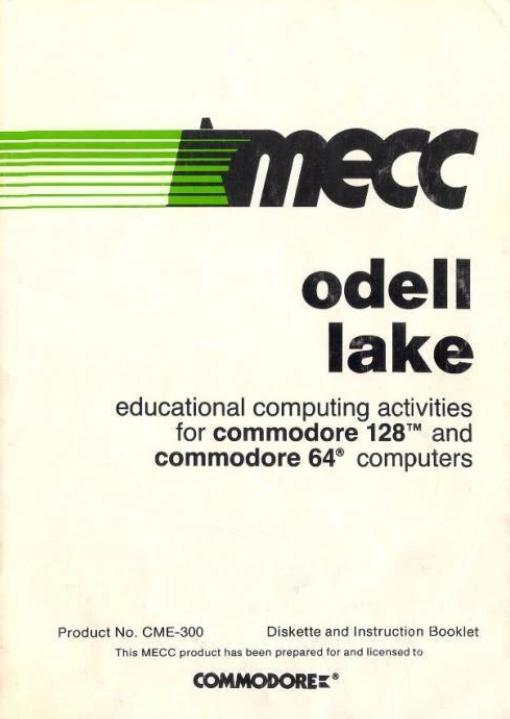 mecc
odell
lake
educational computing activities
for commodore 128™ and
commodore 64® computers
Product No. CME-300 Diskette and Instruction Booklet
This MECC product has been prepared for and licensed to
COMMODORE®